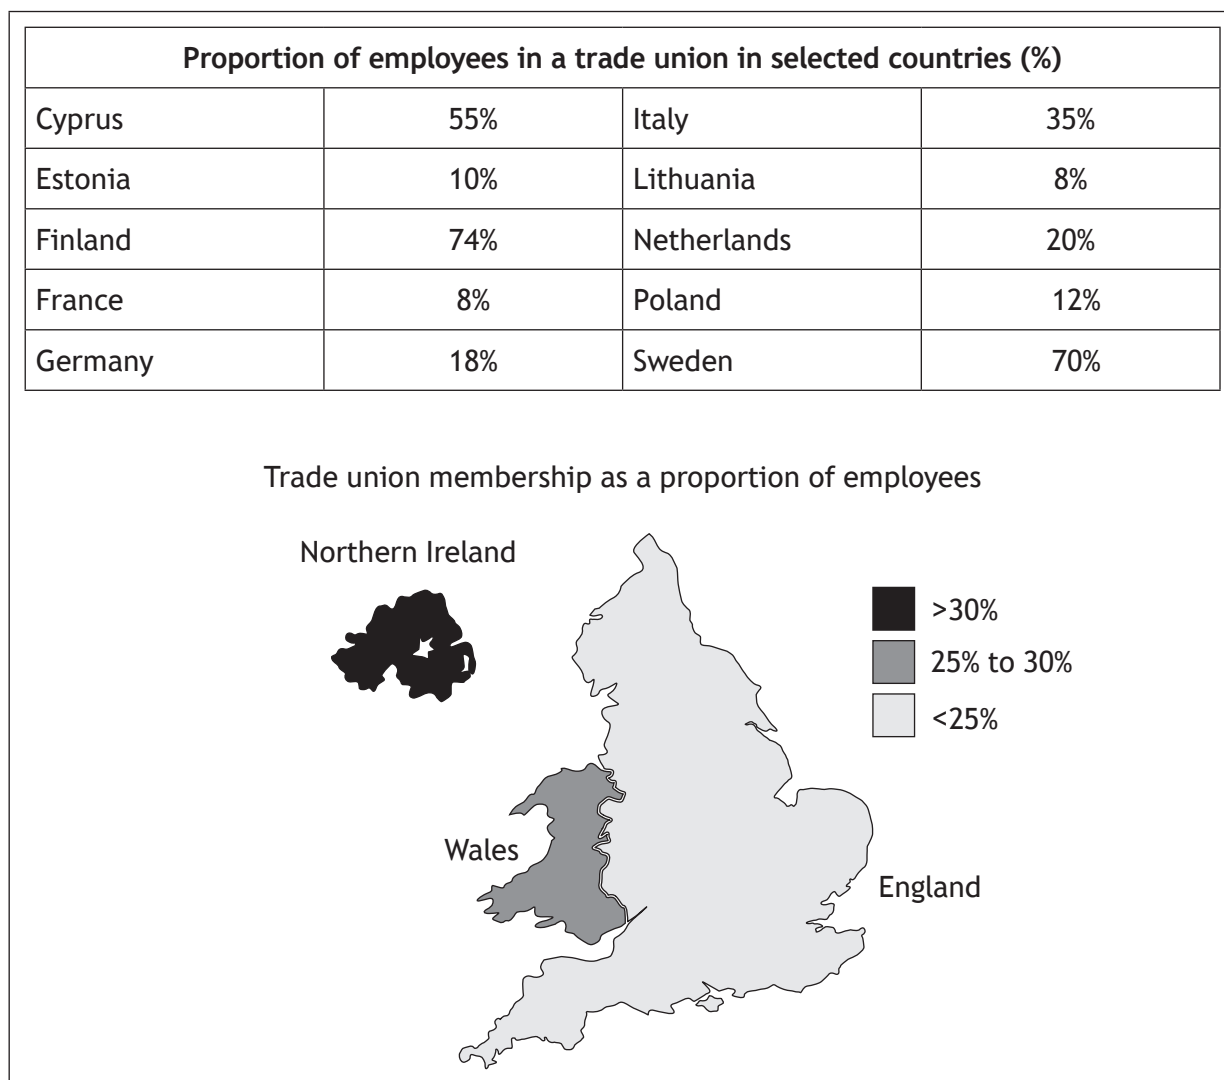 Proportion of employees in a trade union in selected countries (%)
Cyprus 55% Italy 35%
Estonia 10% Lithuania 8%
Finland 74% Netherlands 20%
France 8% Poland 12%
Germany 18% Sweden 70%
Trade union membership as a proportion of employees
Northern Ireland
>30%
25% to 30%
<25%
Wales
England